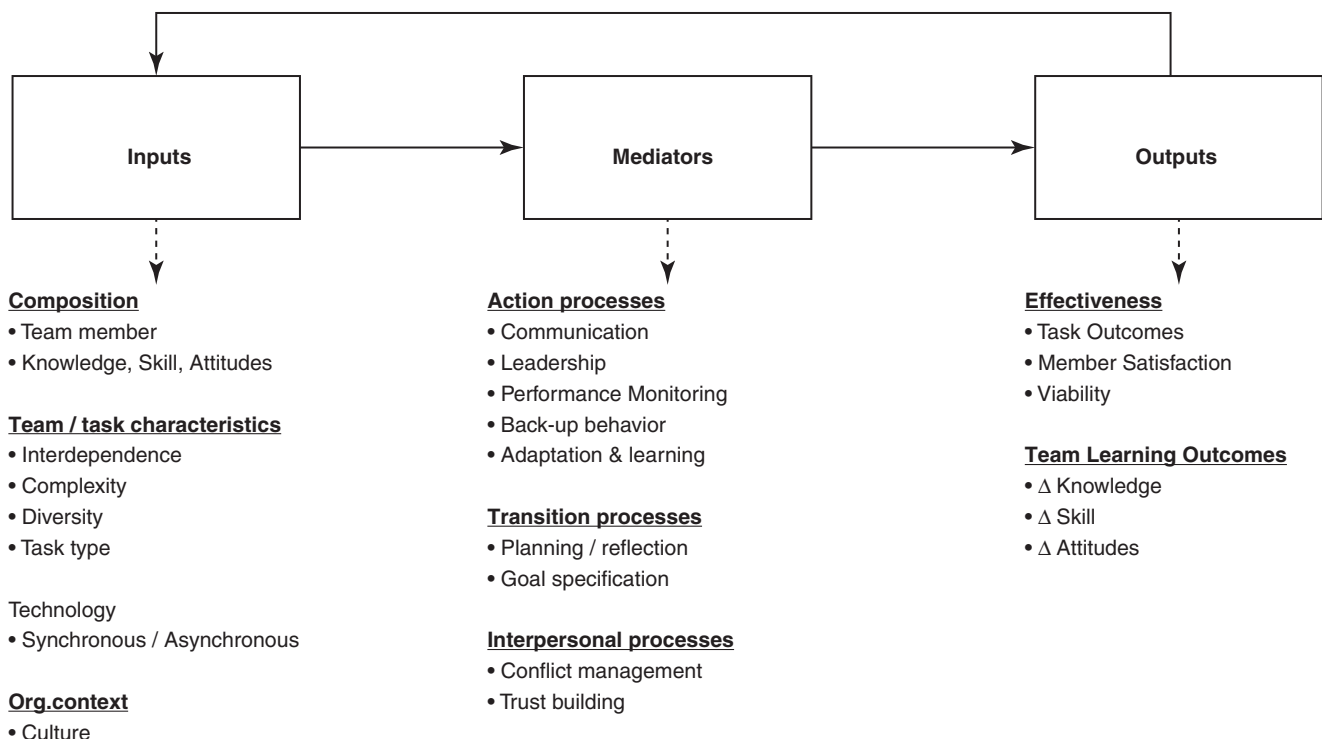 Inputs
Mediators
Outputs
Composition
• Team member
• Knowledge, Skill, Attitudes
Team / task characteristics
• Interdependence
• Complexity
• Diversity
• Task type
Technology
• Synchronous / Asynchronous
Org.context
• Culture
Action processes
• Communication
• Leadership
• Performance Monitoring
• Back-up behavior
• Adaptation & learning
Transition processes
• Planning / reflection
• Goal specification
Interpersonal processes
• Conflict management
• Trust building
Effectiveness
• Task Outcomes
• Member Satisfaction
• Viability
Team Learning Outcomes
• Δ Knowledge
• Δ Skill
• Δ Attitudes